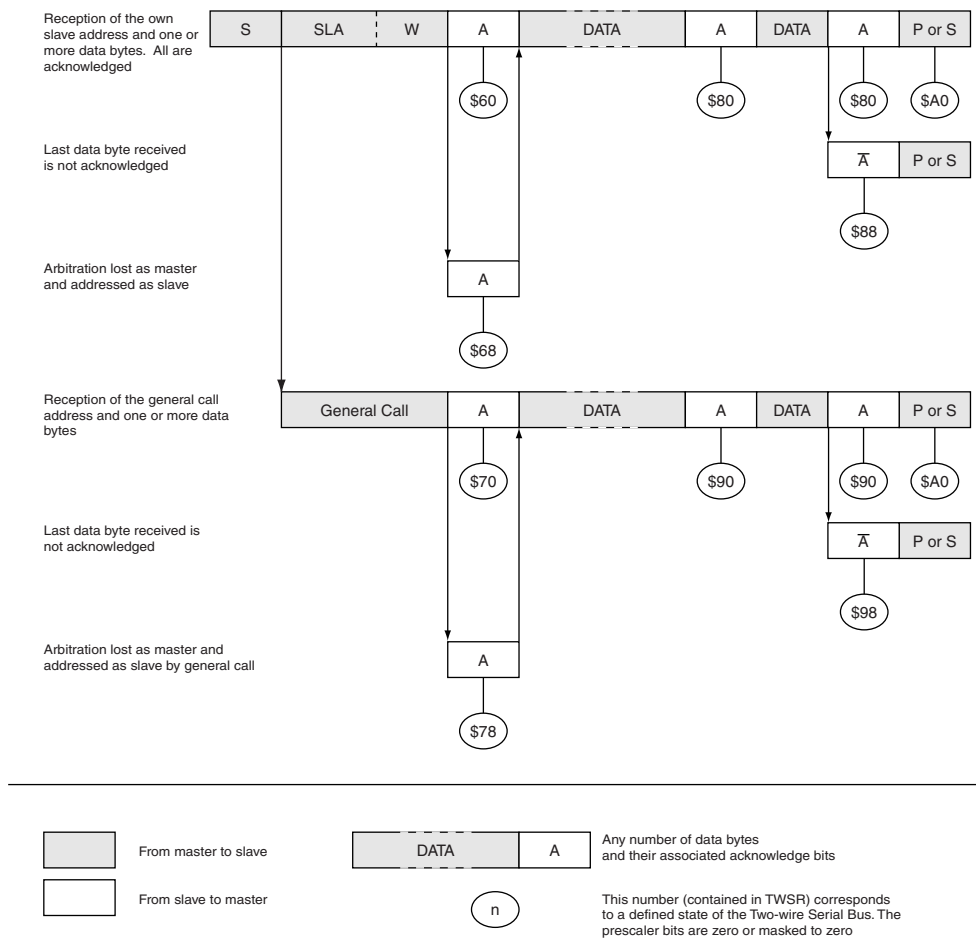 Reception of the own
slave address and one or
more data bytes.  All are
acknowledged
S SLA W A DATA A DATA A P or S
$60 $80 $80 $A0
Last data byte received
is not acknowledged
A̅ P or S
$88
Arbitration lost as master
and addressed as slave
A
$68
Reception of the general call
address and one or more data
bytes
General Call A DATA A DATA A P or S
$70 $90 $90 $A0
Last data byte received is
not acknowledged
A̅ P or S
$98
Arbitration lost as master and
addressed as slave by general call
A
$78
From master to slave
DATA A
Any number of data bytes
and their associated acknowledge bits
From slave to master
n
This number (contained in TWSR) corresponds
to a defined state of the Two-wire Serial Bus. The
prescaler bits are zero or masked to zero